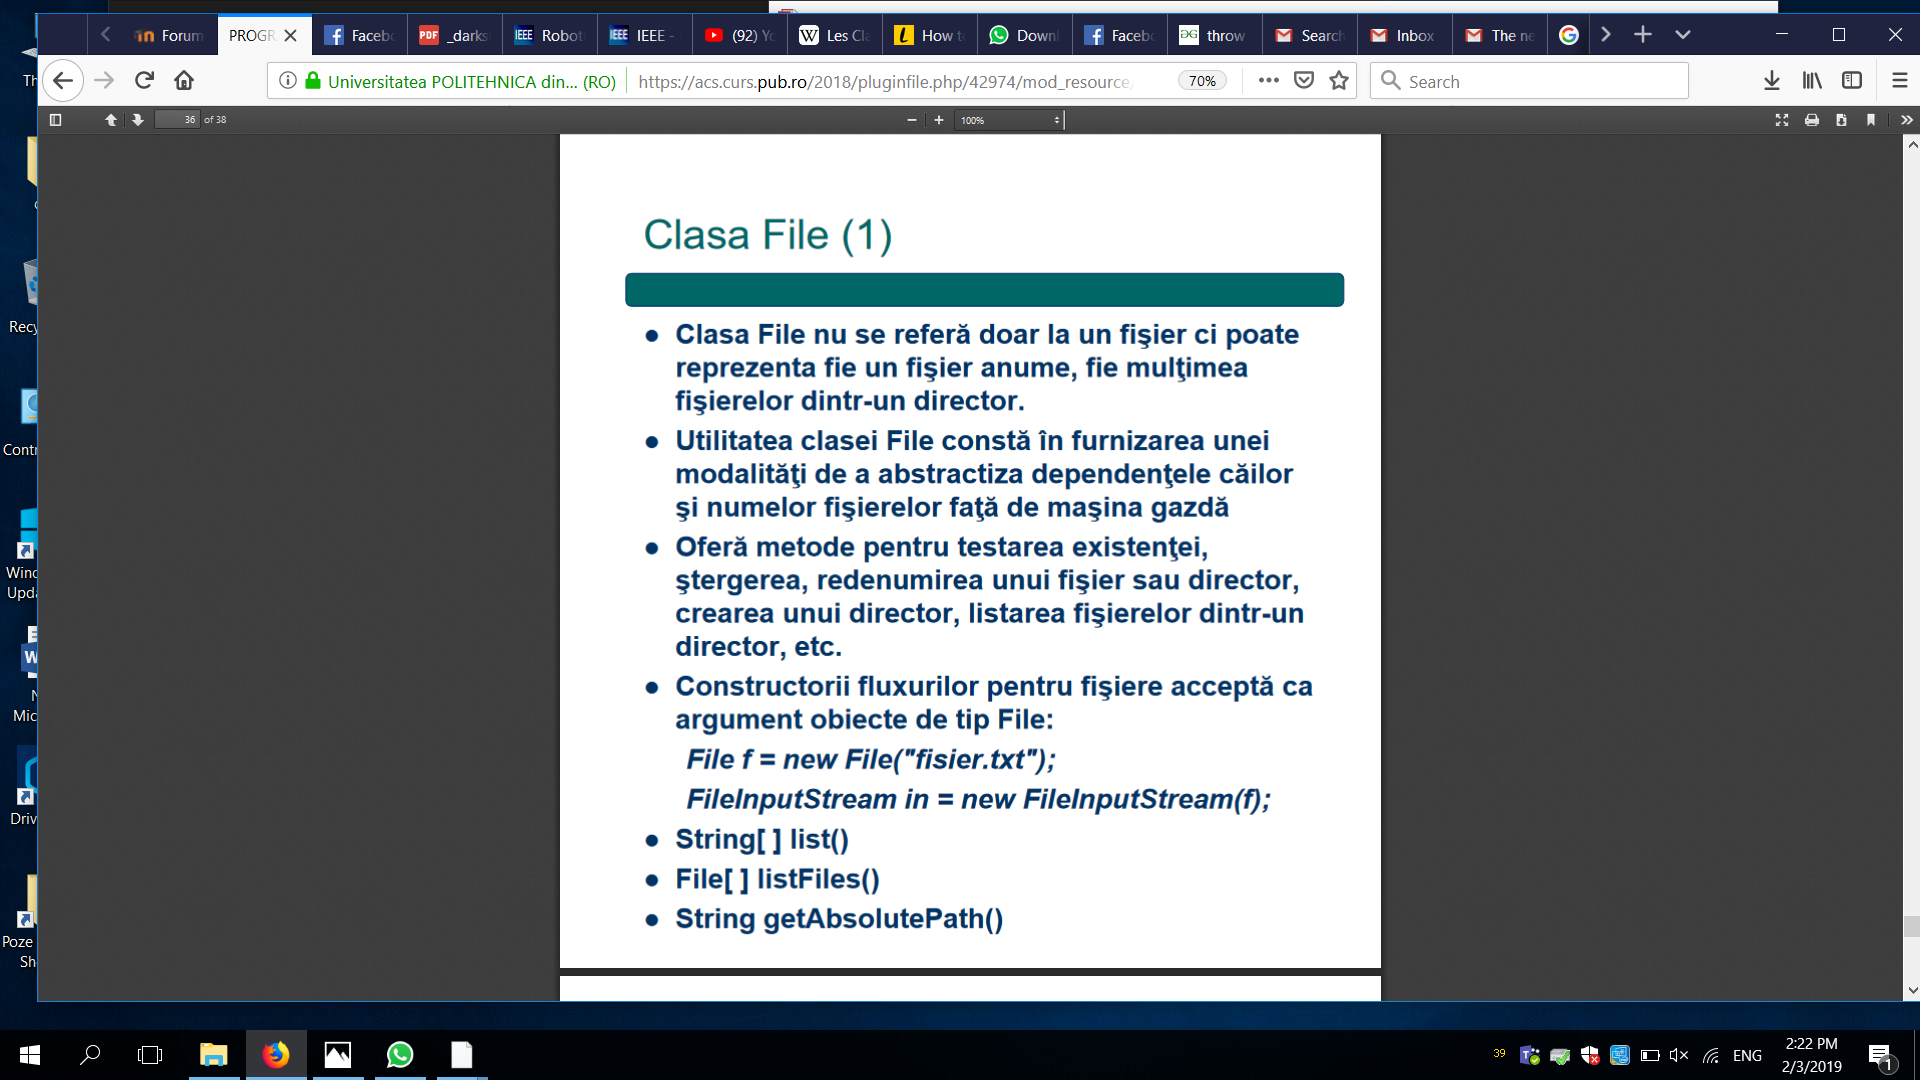 Forum
PROGR
Faceb
_dark
Robot
IEEE -
(92) Yo
Les Cla
How to
Down
Faceb
throw
Search
Inbox
The ne
Universitatea POLITEHNICA din... (RO)
https://acs.curs.pub.ro/2018/pluginfile.php/42974/mod_resource/
70%
Search
36 of 38
100%
Clasa File (1)
Clasa File nu se referă doar la un fişier ci poate
reprezenta fie un fişier anume, fie mulţimea
fişierelor dintr-un director.
Utilitatea clasei File constă în furnizarea unei
modalităţi de a abstractiza dependenţele căilor
şi numelor fişierelor faţă de maşina gazdă
Oferă metode pentru testarea existenţei,
ştergerea, redenumirea unui fişier sau director,
crearea unui director, listarea fişierelor dintr-un
director, etc.
Constructorii fluxurilor pentru fişiere acceptă ca
argument obiecte de tip File:
File f = new File("fisier.txt");
FileInputStream in = new FileInputStream(f);
String[ ] list()
File[ ] listFiles()
String getAbsolutePath()
Th
Recy
Contr
Wind
Upda
N
Mic
Driv
Poze
Sh
39
ENG
2:22 PM
2/3/2019
1